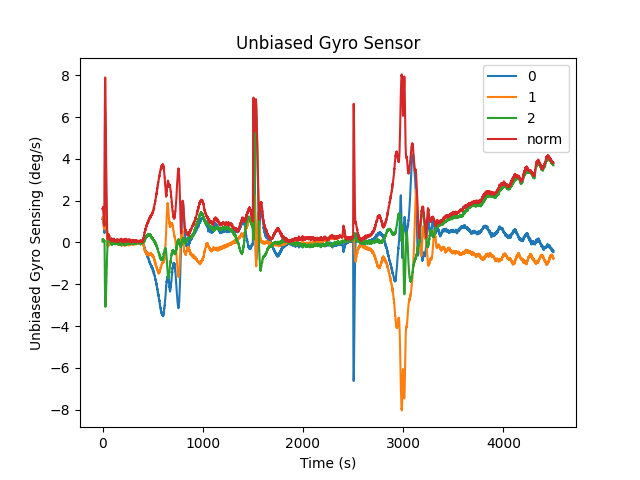 Unbiased Gyro Sensor
Unbiased Gyro Sensing (deg/s)
8
6
4
2
0
−2
−4
−6
−8
0
1
2
norm
0 1000 2000 3000 4000
Time (s)